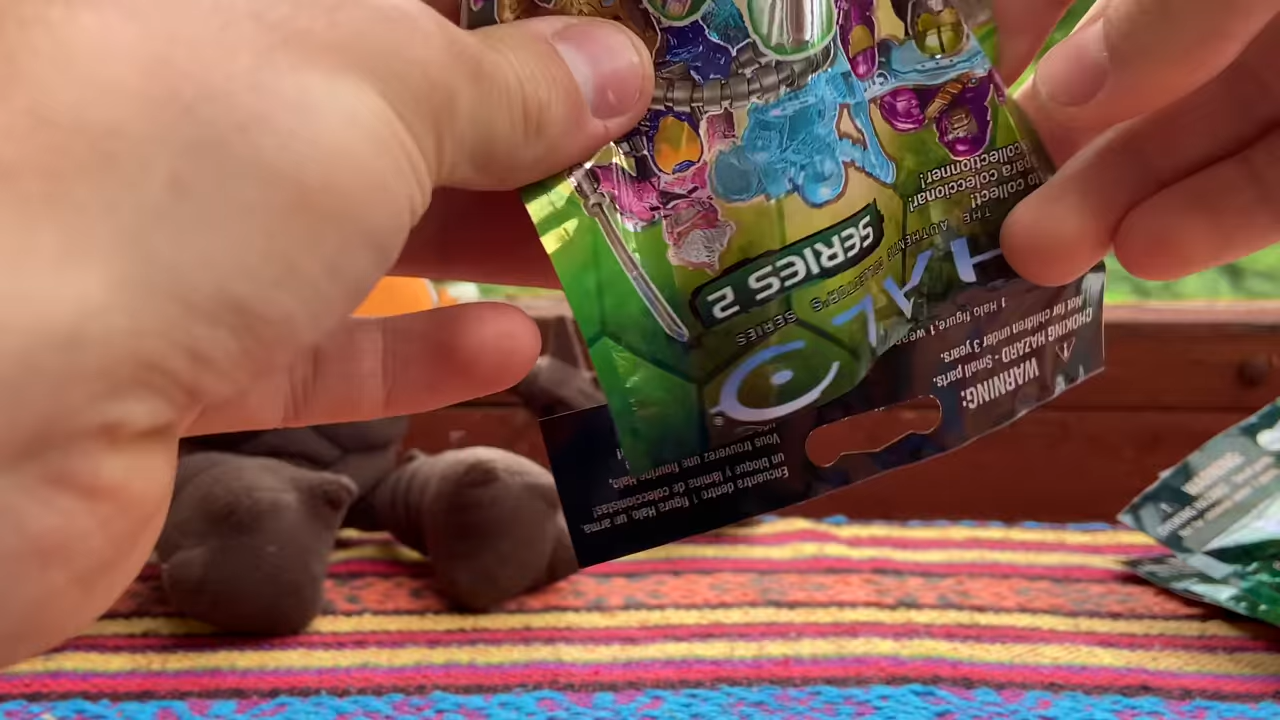 WARNING:
CHOKING HAZARD - Small parts.
Not for children under 3 years.
1 Halo figure, 1
Encuentra dentro 1 figura Halo, un arma,
un bloque y lámina de coleccionistas!
Vous trouverez une figurine Halo,
HALO
THE AUTHENTIC COLLECTOR'S SERIES
SERIES 2
to collect!
para coleccionar!
collectionner!
WARNING: